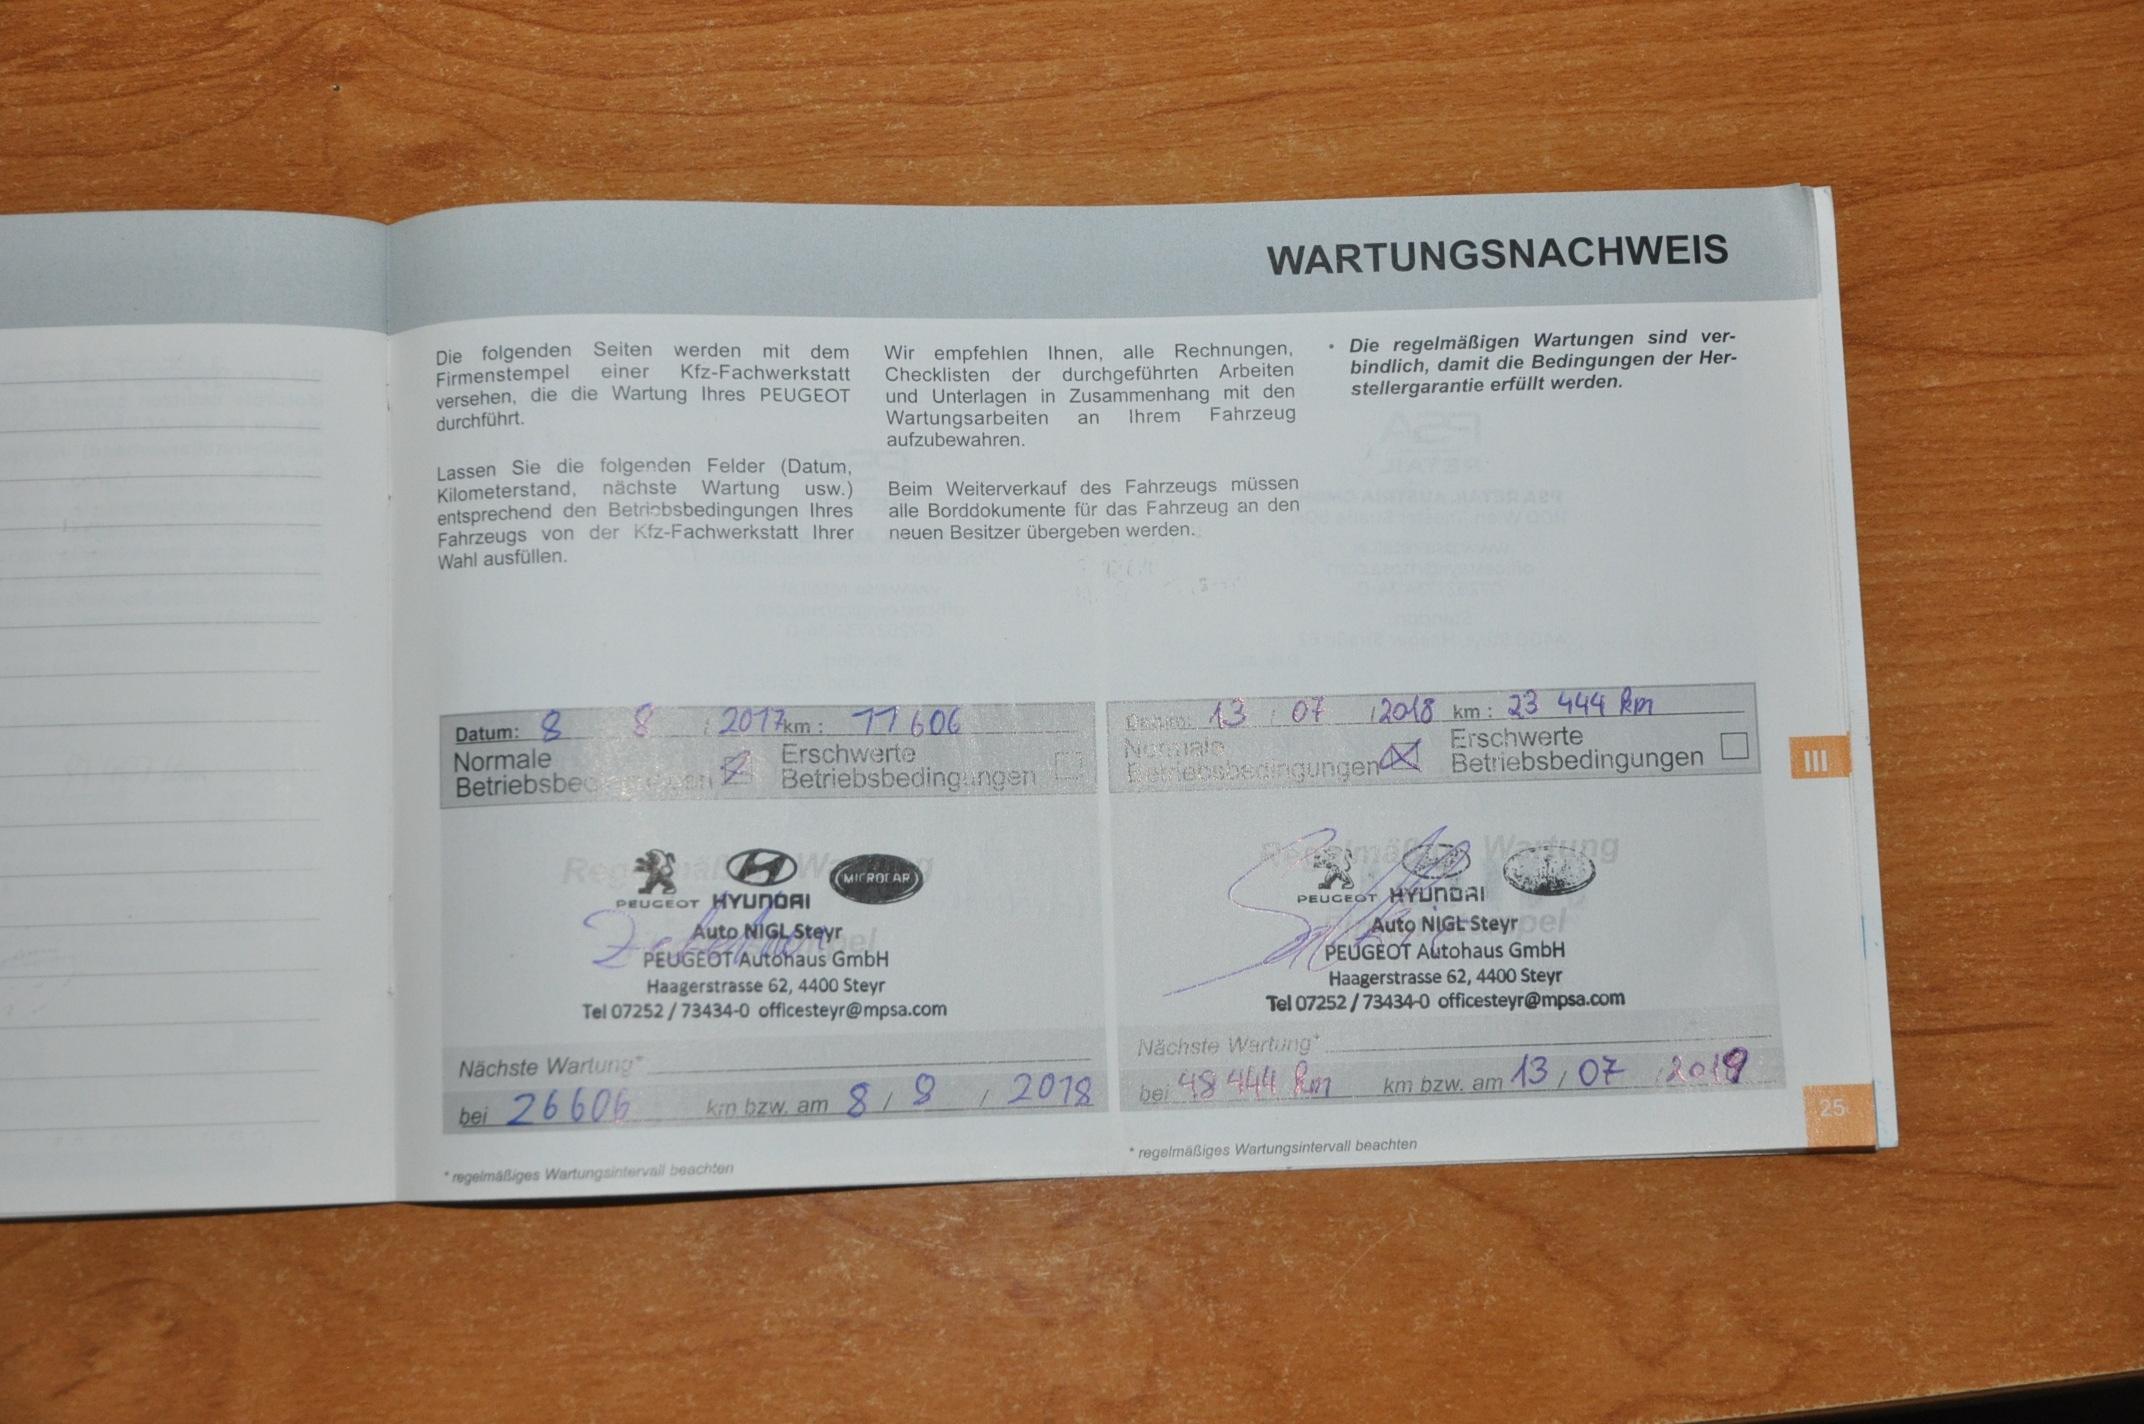 WARTUNGSNACHWEIS
Die folgenden Seiten werden mit dem
Firmenstempel einer Kfz-Fachwerkstatt
versehen, die die Wartung Ihres PEUGEOT
durchführt.
Lassen Sie die folgenden Felder (Datum,
Kilometerstand, nächste Wartung usw.)
entsprechend den Betriebsbedingungen Ihres
Fahrzeugs von der Kfz-Fachwerkstatt Ihrer
Wahl ausfüllen.
Wir empfehlen Ihnen, alle Rechnungen,
Checklisten der durchgeführten Arbeiten
und Unterlagen in Zusammenhang mit den
Wartungsarbeiten an Ihrem Fahrzeug
aufzubewahren.
Beim Weiterverkauf des Fahrzeugs müssen
alle Borddokumente für das Fahrzeug an den
neuen Besitzer übergeben werden.
• Die regelmäßigen Wartungen sind ver-
bindlich, damit die Bedingungen der Her-
stellergarantie erfüllt werden.
Datum: 8 / 8 / 2017 km : 11 606
Normale
Betriebsbedingungen
Erschwerte
Betriebsbedingungen
Regelmäßige Wartung
PEUGEOT HYUNDAI MICROCAR
Auto NIGL Steyr
PEUGEOT Autohaus GmbH
Haagerstrasse 62, 4400 Steyr
Tel 07252 / 73434-0 officesteyr@mpsa.com
Nächste Wartung*
bei 26606 km bzw. am 8 / 8 / 2018
* regelmäßiges Wartungsintervall beachten
Datum: 13 / 07 / 2018 km : 23 444 km
Normale
Betriebsbedingungen
Erschwerte
Betriebsbedingungen
Regelmäßige Wartung
PEUGEOT HYUNDAI
Auto NIGL Steyr
PEUGEOT Autohaus GmbH
Haagerstrasse 62, 4400 Steyr
Tel 07252 / 73434-0 officesteyr@mpsa.com
Nächste Wartung*
bei 48 444 km km bzw. am 13 / 07 / 2019
* regelmäßiges Wartungsintervall beachten
III
25